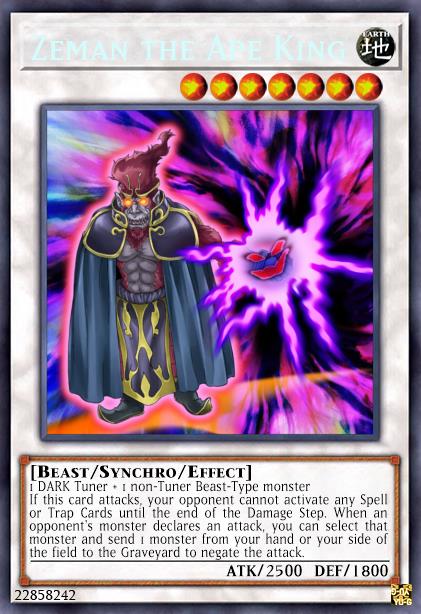 Zeman the Ape King
EARTH
地
[Beast/Synchro/Effect]
1 DARK Tuner + 1 non-Tuner Beast-Type monster
If this card attacks, your opponent cannot activate any Spell
or Trap Cards until the end of the Damage Step. When an
opponent's monster declares an attack, you can select that
monster and send 1 monster from your hand or your side of
the field to the Graveyard to negate the attack.
ATK/2500 DEF/1800
22858242